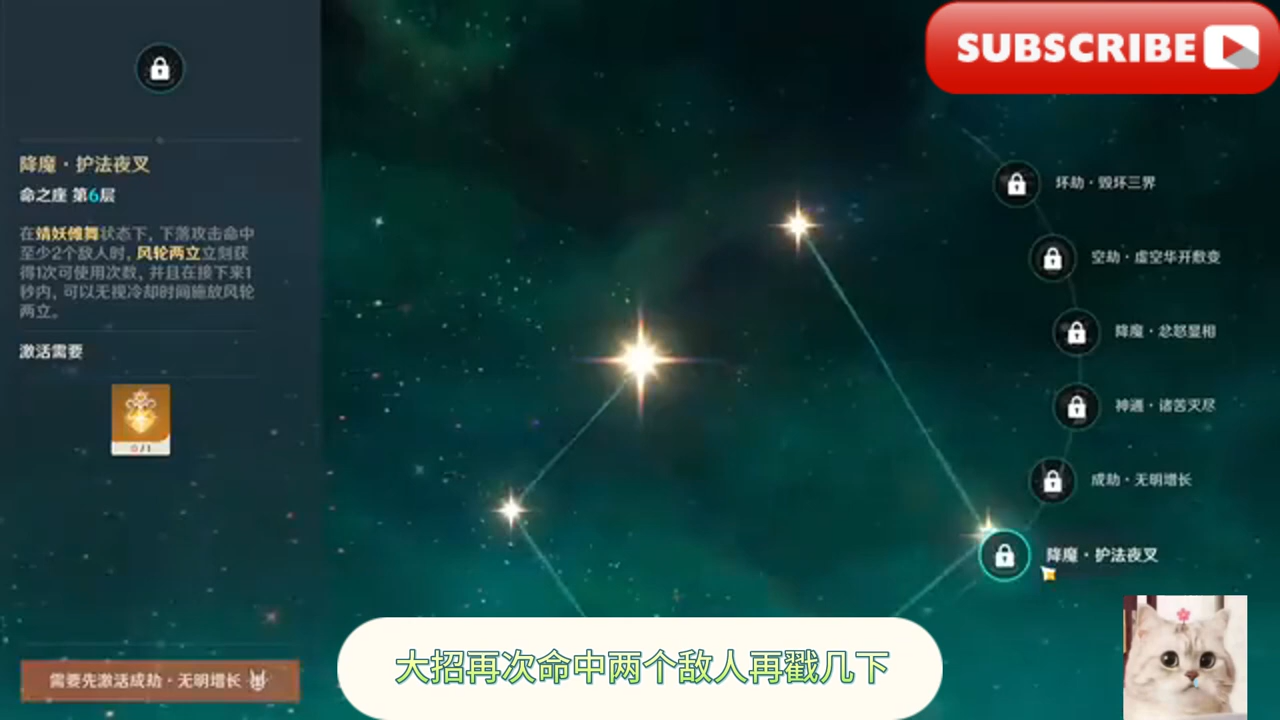 SUBSCRIBE
降魔·护法夜叉
命之座 第6层
在靖妖傩舞状态下，下落攻击命中
至少2个敌人时，风轮两立立刻获
得1次可使用次数，并且在接下来1
秒内，可以无视冷却时间施放风轮
两立。
激活需要
0/1
需要先激活成劫·无明增长
坏劫·毁坏三界
空劫·虚空华开敷变
降魔·忿怒显相
神通·诸苦灭尽
成劫·无明增长
降魔·护法夜叉
大招再次命中两个敌人再戳几下